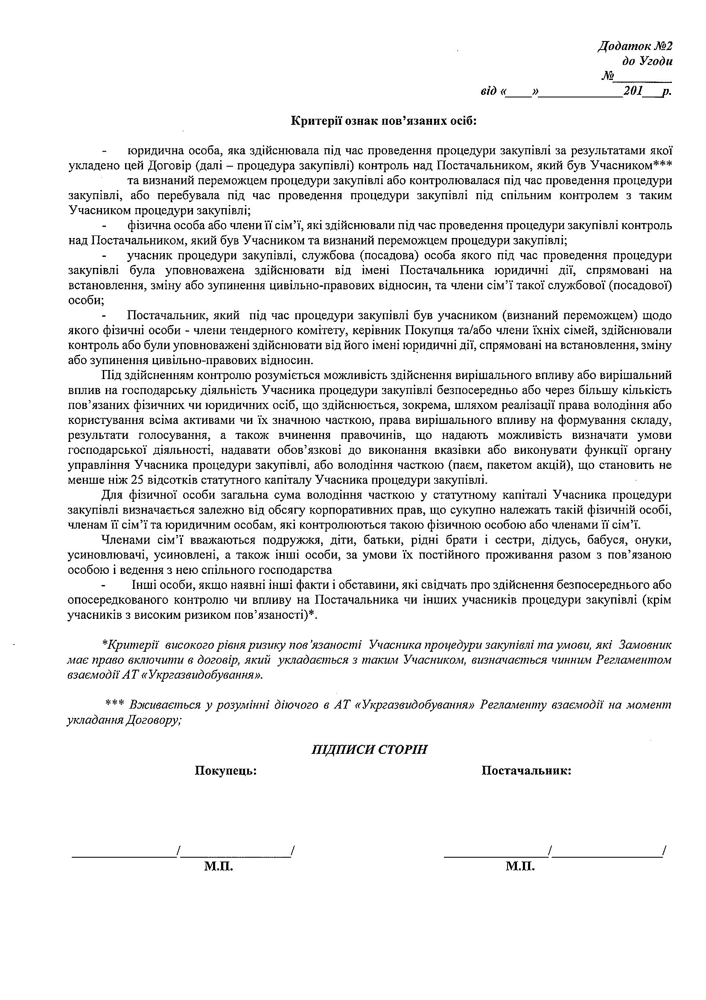 Додаток №2
до Угоди
№_________
від «____»_____________201___р.
Критерії ознак пов’язаних осіб:
- юридична особа, яка здійснювала під час проведення процедури закупівлі за результатами якої
укладено цей Договір (далі – процедура закупівлі) контроль над Постачальником, який був Учасником***
та визнаний переможцем процедури закупівлі або контролювалася під час проведення процедури
закупівлі, або перебувала під час проведення процедури закупівлі під спільним контролем з таким
Учасником процедури закупівлі;
- фізична особа або члени її сім’ї, які здійснювали під час проведення процедури закупівлі контроль
над Постачальником, який був Учасником та визнаний переможцем процедури закупівлі;
- учасник процедури закупівлі, службова (посадова) особа якого під час проведення процедури
закупівлі була уповноважена здійснювати від імені Постачальника юридичні дії, спрямовані на
встановлення, зміну або зупинення цивільно-правових відносин, та члени сім’ї такої службової (посадової)
особи;
- Постачальник, який під час процедури закупівлі був учасником (визнаний переможцем) щодо
якого фізичні особи - члени тендерного комітету, керівник Покупця та/або члени їхніх сімей, здійснювали
контроль або були уповноважені здійснювати від його імені юридичні дії, спрямовані на встановлення, зміну
або зупинення цивільно-правових відносин.
Під здійсненням контролю розуміється можливість здійснення вирішального впливу або вирішальний
вплив на господарську діяльність Учасника процедури закупівлі безпосередньо або через більшу кількість
пов’язаних фізичних чи юридичних осіб, що здійснюється, зокрема, шляхом реалізації права володіння або
користування всіма активами чи їх значною часткою, права вирішального впливу на формування складу,
результати голосування, а також вчинення правочинів, що надають можливість визначати умови
господарської діяльності, надавати обов’язкові до виконання вказівки або виконувати функції органу
управління Учасника процедури закупівлі, або володіння часткою (паєм, пакетом акцій), що становить не
менше ніж 25 відсотків статутного капіталу Учасника процедури закупівлі.
Для фізичної особи загальна сума володіння часткою у статутному капіталі Учасника процедури
закупівлі визначається залежно від обсягу корпоративних прав, що сукупно належать такій фізичній особі,
членам її сім’ї та юридичним особам, які контролюються такою фізичною особою або членами її сім’ї.
Членами сім’ї вважаються подружжя, діти, батьки, рідні брати і сестри, дідусь, бабуся, онуки,
усиновлювачі, усиновлені, а також інші особи, за умови їх постійного проживання разом з пов’язаною
особою і ведення з нею спільного господарства
- Інші особи, якщо наявні інші факти і обставини, які свідчать про здійснення безпосереднього або
опосередкованого контролю чи впливу на Постачальника чи інших учасників процедури закупівлі (крім
учасників з високим ризиком пов’язаності)*.
*Критерії високого рівня ризику пов’язаності Учасника процедури закупівлі та умови, які Замовник
має право включити в договір, який укладається з таким Учасником, визначається чинним Регламентом
взаємодії АТ «Укргазвидобування».
*** Вживається у розумінні діючого в АТ «Укргазвидобування» Регламенту взаємодії на момент
укладання Договору;
ПІДПИСИ СТОРІН
Покупець: Постачальник:
________________/_________________/ ________________/_________________/
М.П. М.П.